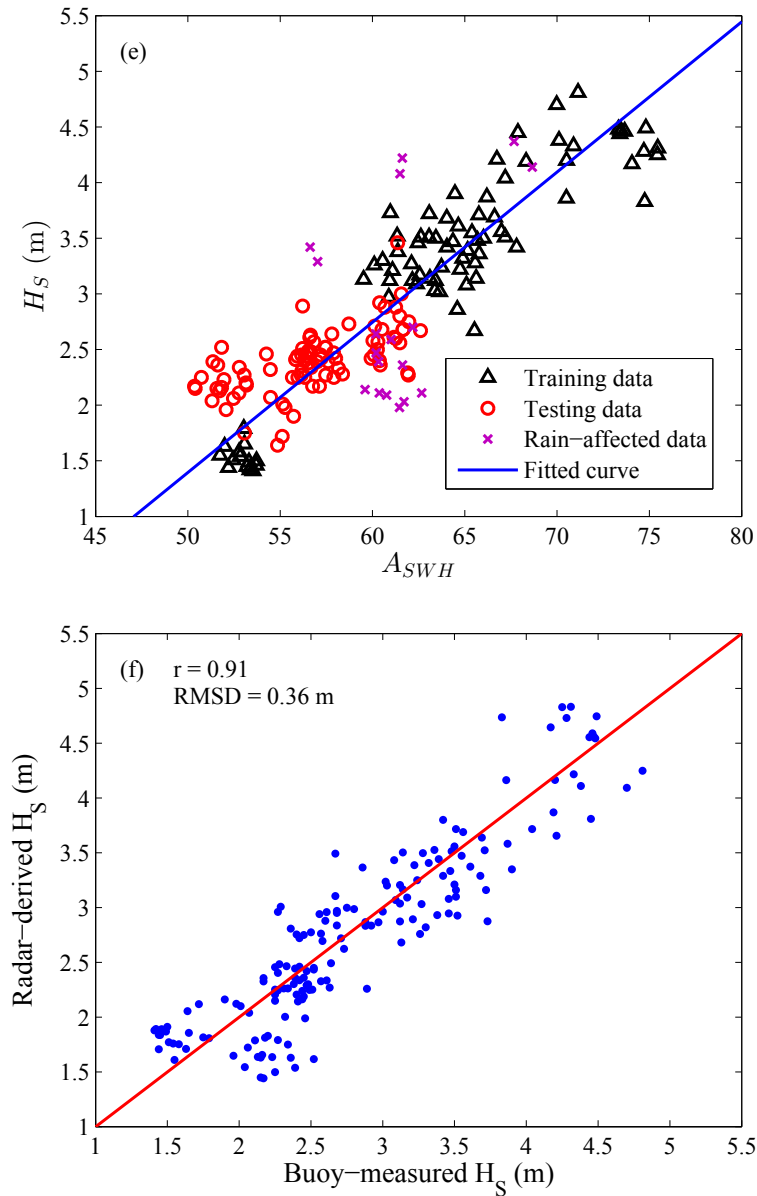 (e)
5.5
5
4.5
4
3.5
3
2.5
2
1.5
1
H_S (m)
Training data
Testing data
Rain−affected data
Fitted curve
45 50 55 60 65 70 75 80
A_SWH
(f)
r = 0.91
RMSD = 0.36 m
5.5
5
4.5
4
3.5
3
2.5
2
1.5
1
Radar−derived H_S (m)
1 1.5 2 2.5 3 3.5 4 4.5 5 5.5
Buoy−measured H_S (m)